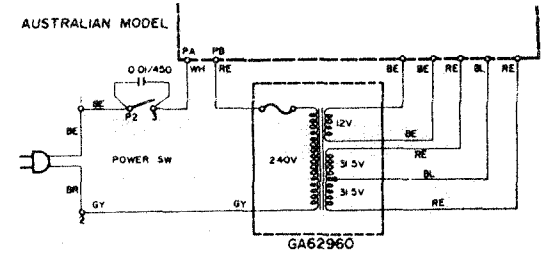 AUSTRALIAN MODEL
PA PB
0.01/450
WH RE BE BE RE BL RE
BE
P2 3
12V
BE
BE
POWER SW
240V
RE
31.5V
BL
BR
31.5V
GY GY
RE
2
GA62960